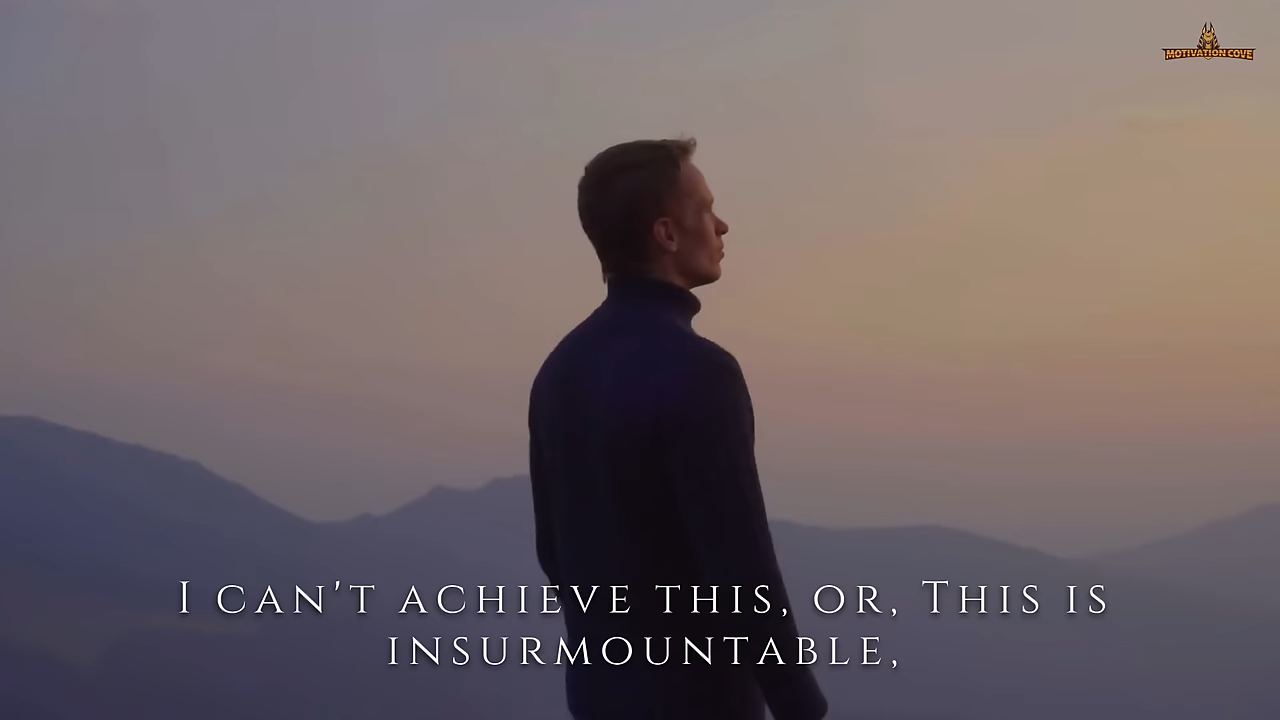 MOTIVATION COVE
I CAN'T ACHIEVE THIS, OR, THIS IS
INSURMOUNTABLE,